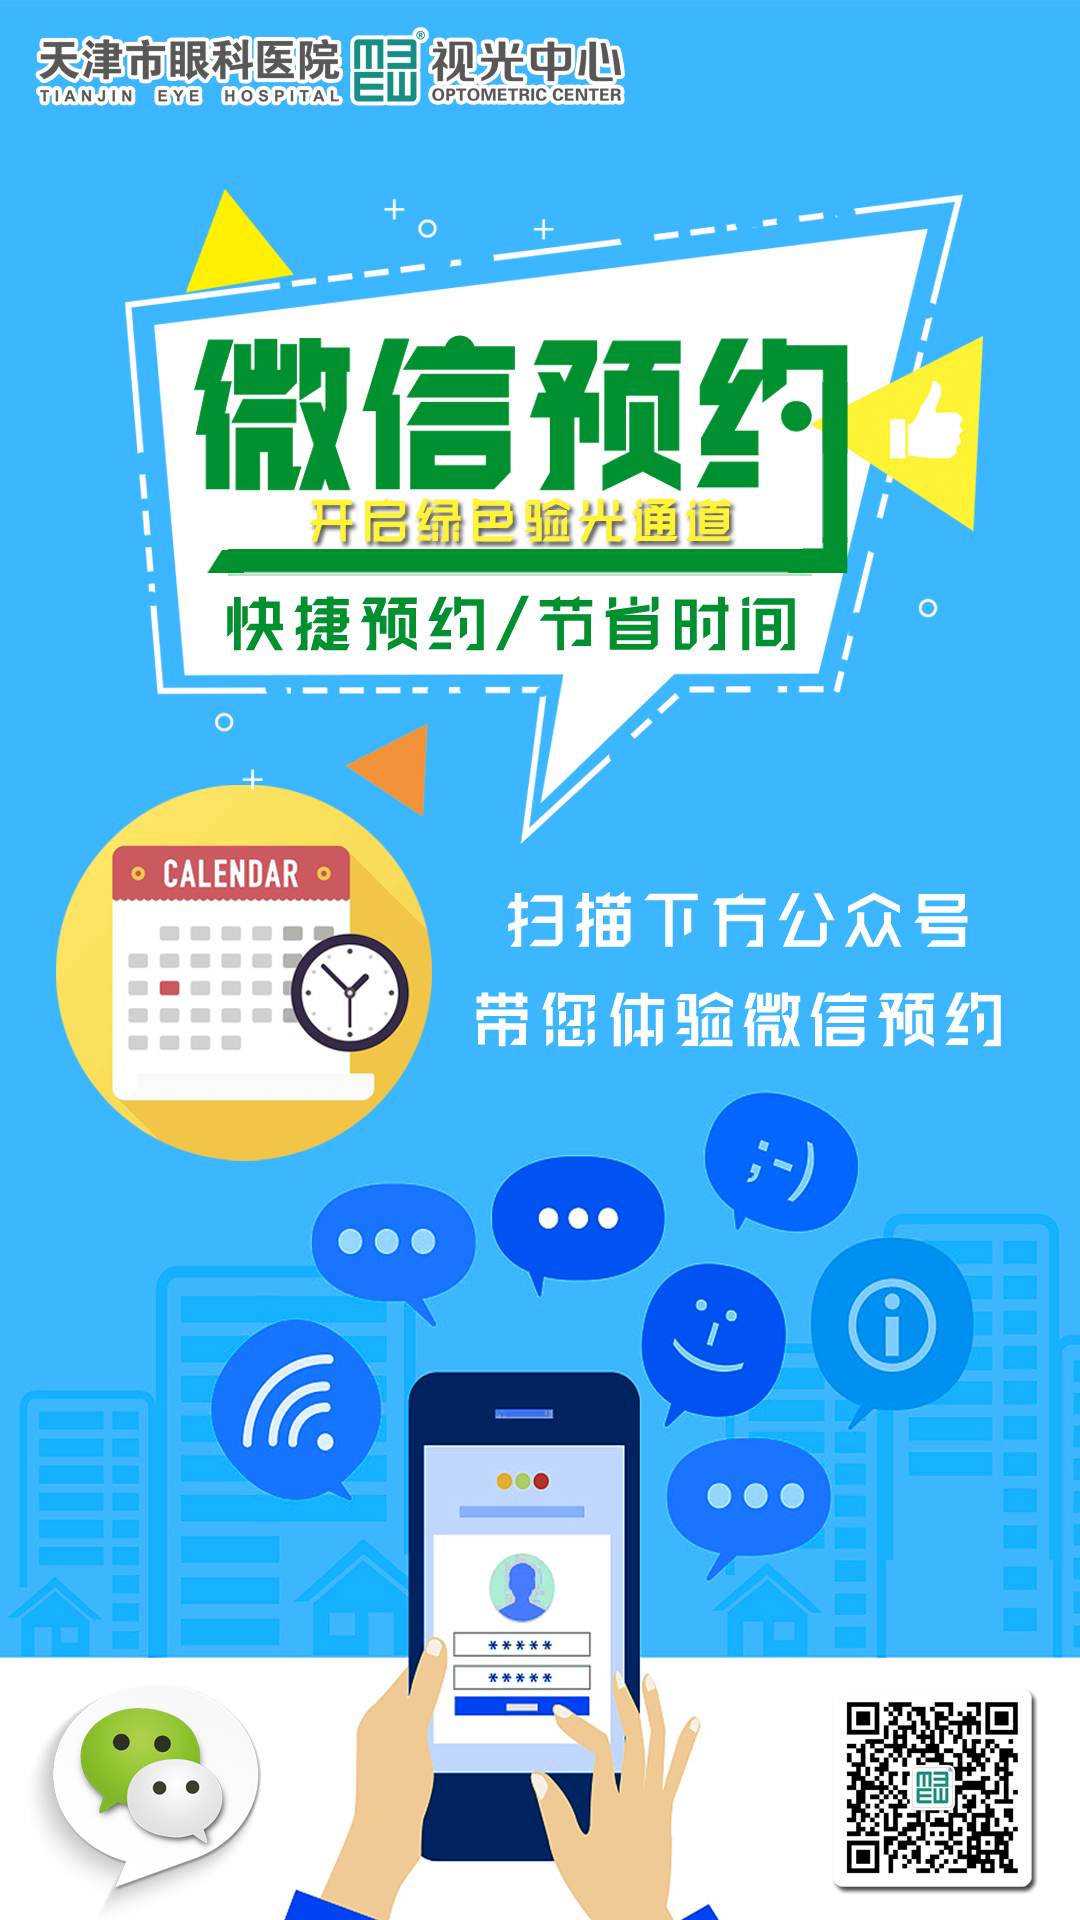 天津市眼科医院 视光中心
TIANJIN EYE HOSPITAL OPTOMETRIC CENTER
微信预约
开启绿色验光通道
快捷预约/节省时间
CALENDAR
扫描下方公众号
带您体验微信预约
;-)
*****
*****